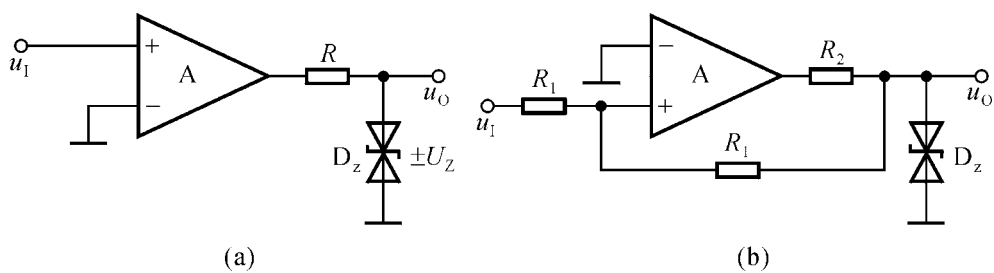 +
−
A
R
u_I
u_O
D_z
±U_Z
(a)
−
+
A
R_1
R_2
R_1
u_I
u_O
D_z
(b)